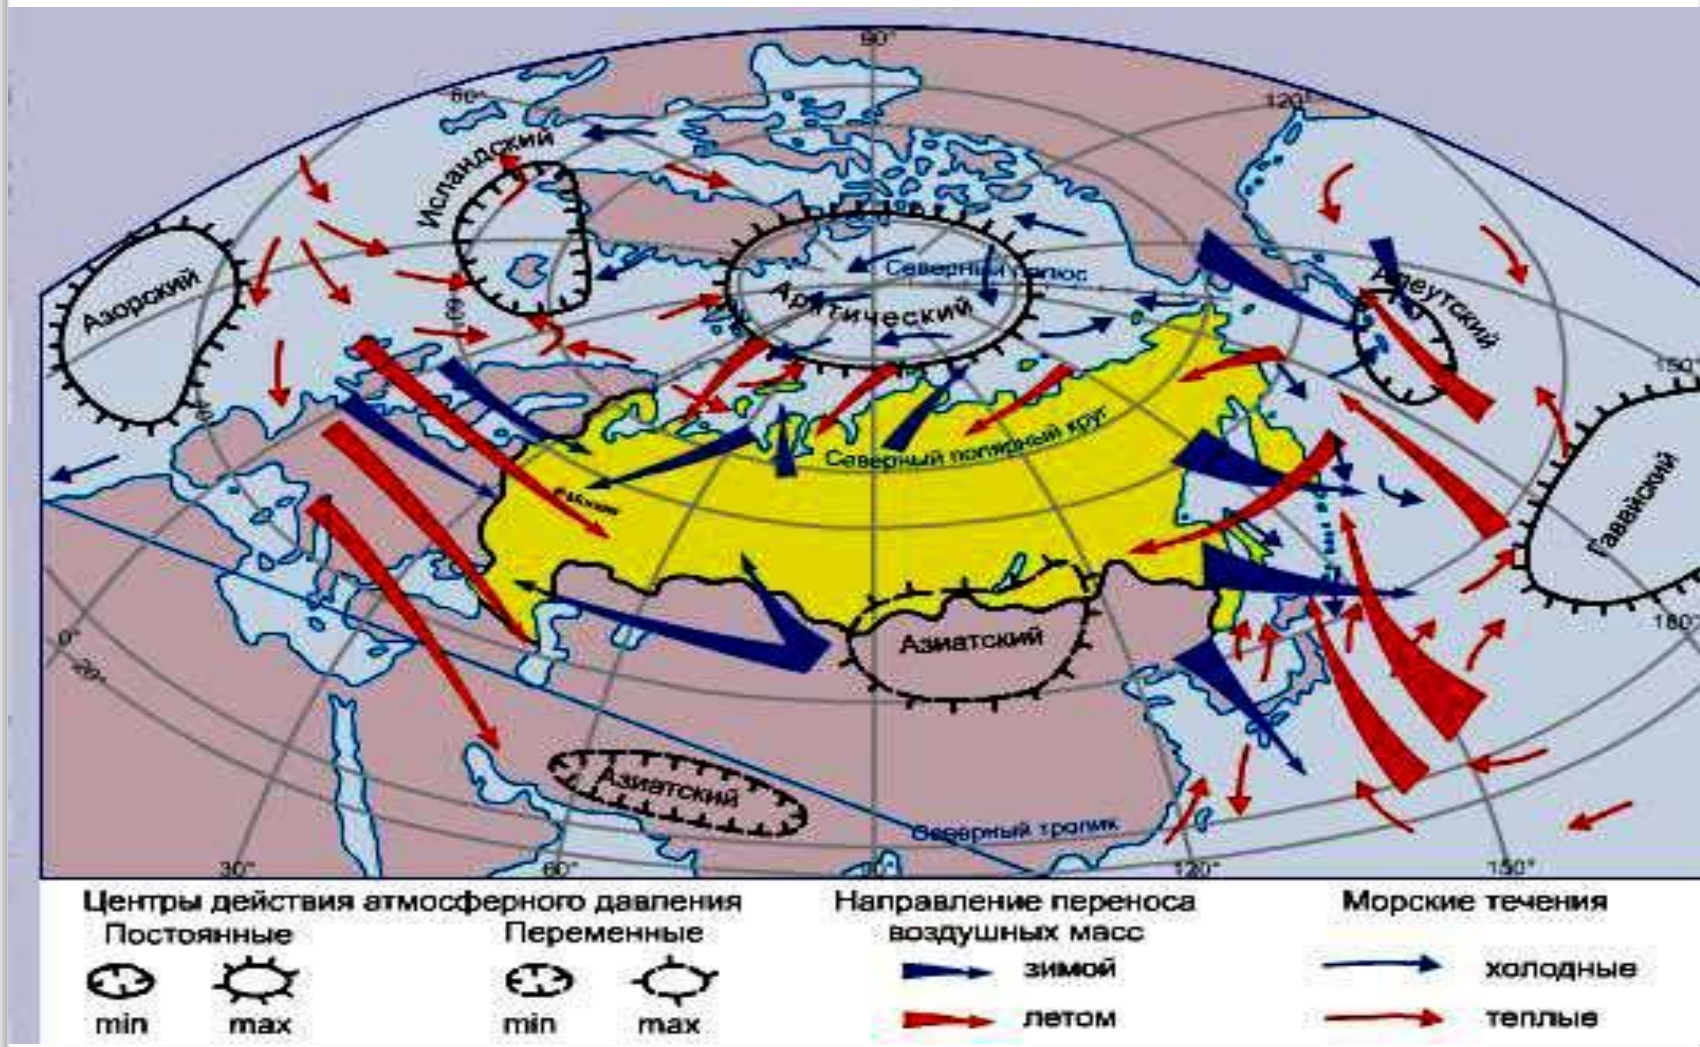 90°
60°
120°
Исландский
Азорский
Северный полюс
Арктический
Алеутский
60°
150°
Северный полярный круг
Гавайский
180°
0°
20°
Азиатский
Азиатский
Северный тропик
30°
60°
90°
120°
150°
Центры действия атмосферного давления
Постоянные
Переменные
min
max
min
max
Направление переноса
воздушных масс
зимой
летом
Морские течения
холодные
теплые